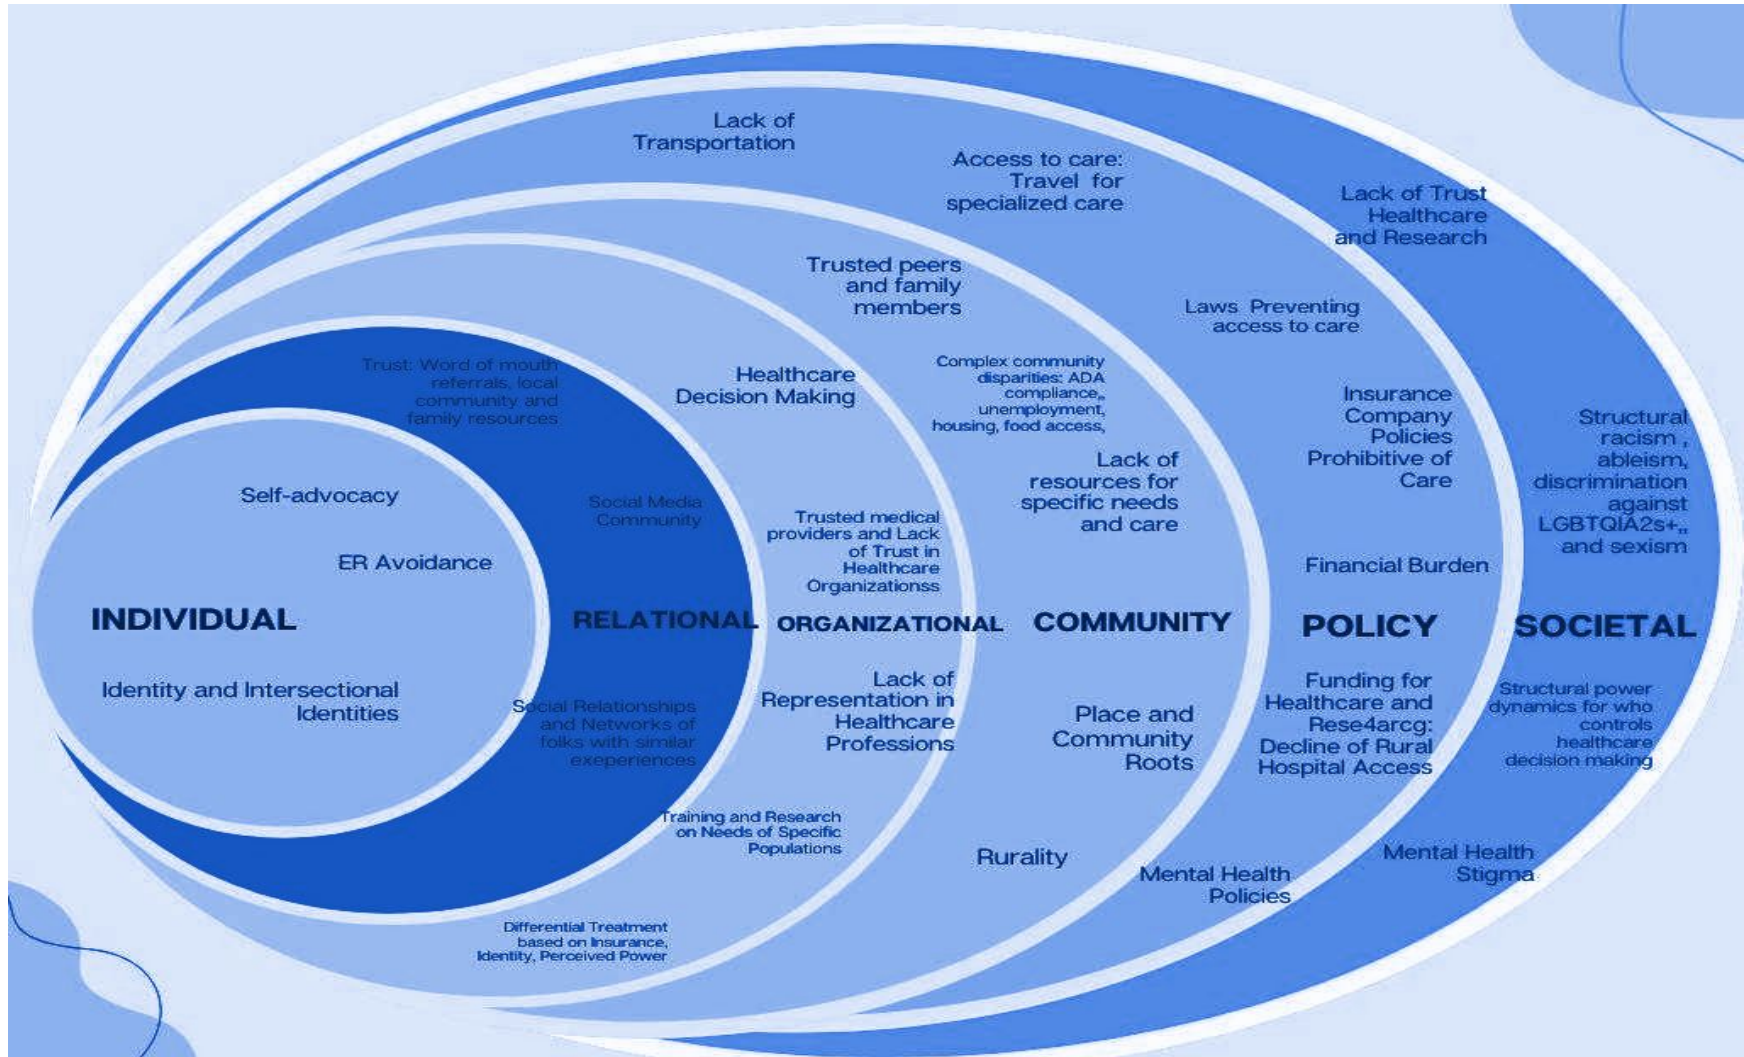 Lack of
Transportation
Access to care:
Travel for
specialized care
Lack of Trust
Healthcare
and Research
Trusted peers
and family
members
Laws Preventing
access to care
Trust: Word of mouth
referrals, local
community and
family resources
Healthcare
Decision Making
Complex community
disparities: ADA
compliance,,
unemployment,
housing, food access,
Insurance
Company
Policies
Prohibitive of
Care
Structural
racism ,
ableism,
discrimination
against
LGBTQIA2s+,,
and sexism
Lack of
resources for
specific needs
and care
Self-advocacy
Social Media
Community
Trusted medical
providers and Lack
of Trust in
Healthcare
Organizationss
ER Avoidance
Financial Burden
INDIVIDUAL
RELATIONAL
ORGANIZATIONAL
COMMUNITY
POLICY
SOCIETAL
Identity and Intersectional
Identities
Social Relationships
and Networks of
folks with similar
exeperiences
Lack of
Representation in
Healthcare
Professions
Place and
Community
Roots
Funding for
Healthcare and
Rese4arcg:
Decline of Rural
Hospital Access
Structural power
dynamics for who
controls
healthcare
decision making
Training and Research
on Needs of Specific
Populations
Rurality
Mental Health
Policies
Mental Health
Stigma
Differential Treatment
based on Insurance,
Identity, Perceived Power